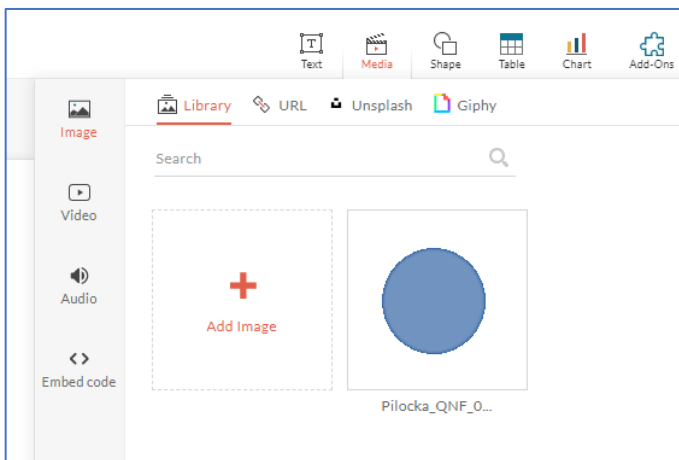 Text
Media
Shape
Table
Chart
Add-Ons
Image
Library
URL
Unsplash
Giphy
Search
Video
Audio
Add Image
Embed code
Pilocka_QNF_0...